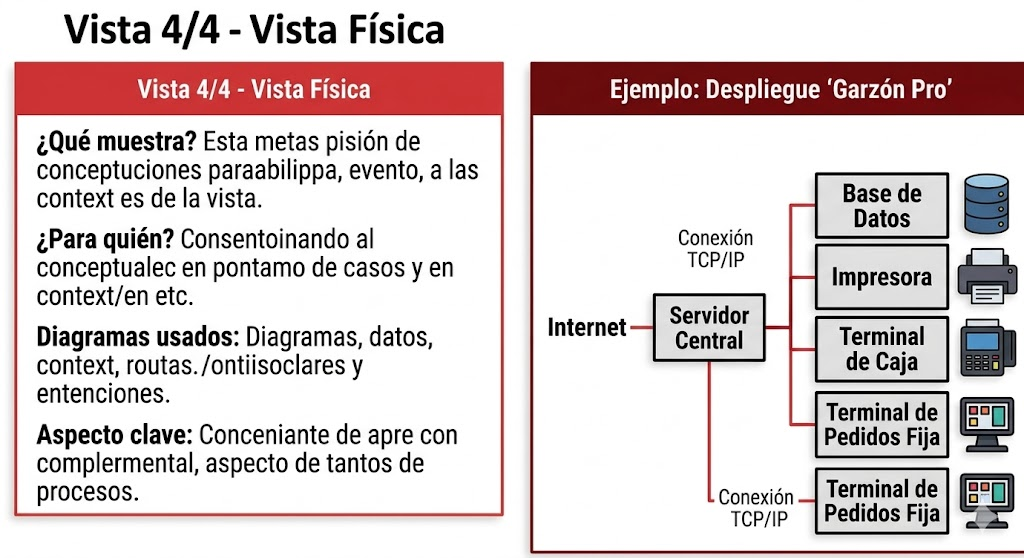 Vista 4/4 - Vista Física
Vista 4/4 - Vista Física
¿Qué muestra? Esta metas pisión de
conceptuciones paraabilippa, evento, a las
context es de la vista.
¿Para quién? Consentoinando al
conceptualec en pontamo de casos y en
context/en etc.
Diagramas usados: Diagramas, datos,
context, routas./ontiisoclares y
entenciones.
Aspecto clave: Conceniante de apre con
complermental, aspecto de tantos de
procesos.
Ejemplo: Despliegue ‘Garzón Pro’
Internet
Servidor
Central
Conexión
TCP/IP
Base de
Datos
Impresora
Terminal
de Caja
Terminal de
Pedidos Fija
Conexión
TCP/IP
Terminal de
Pedidos Fija